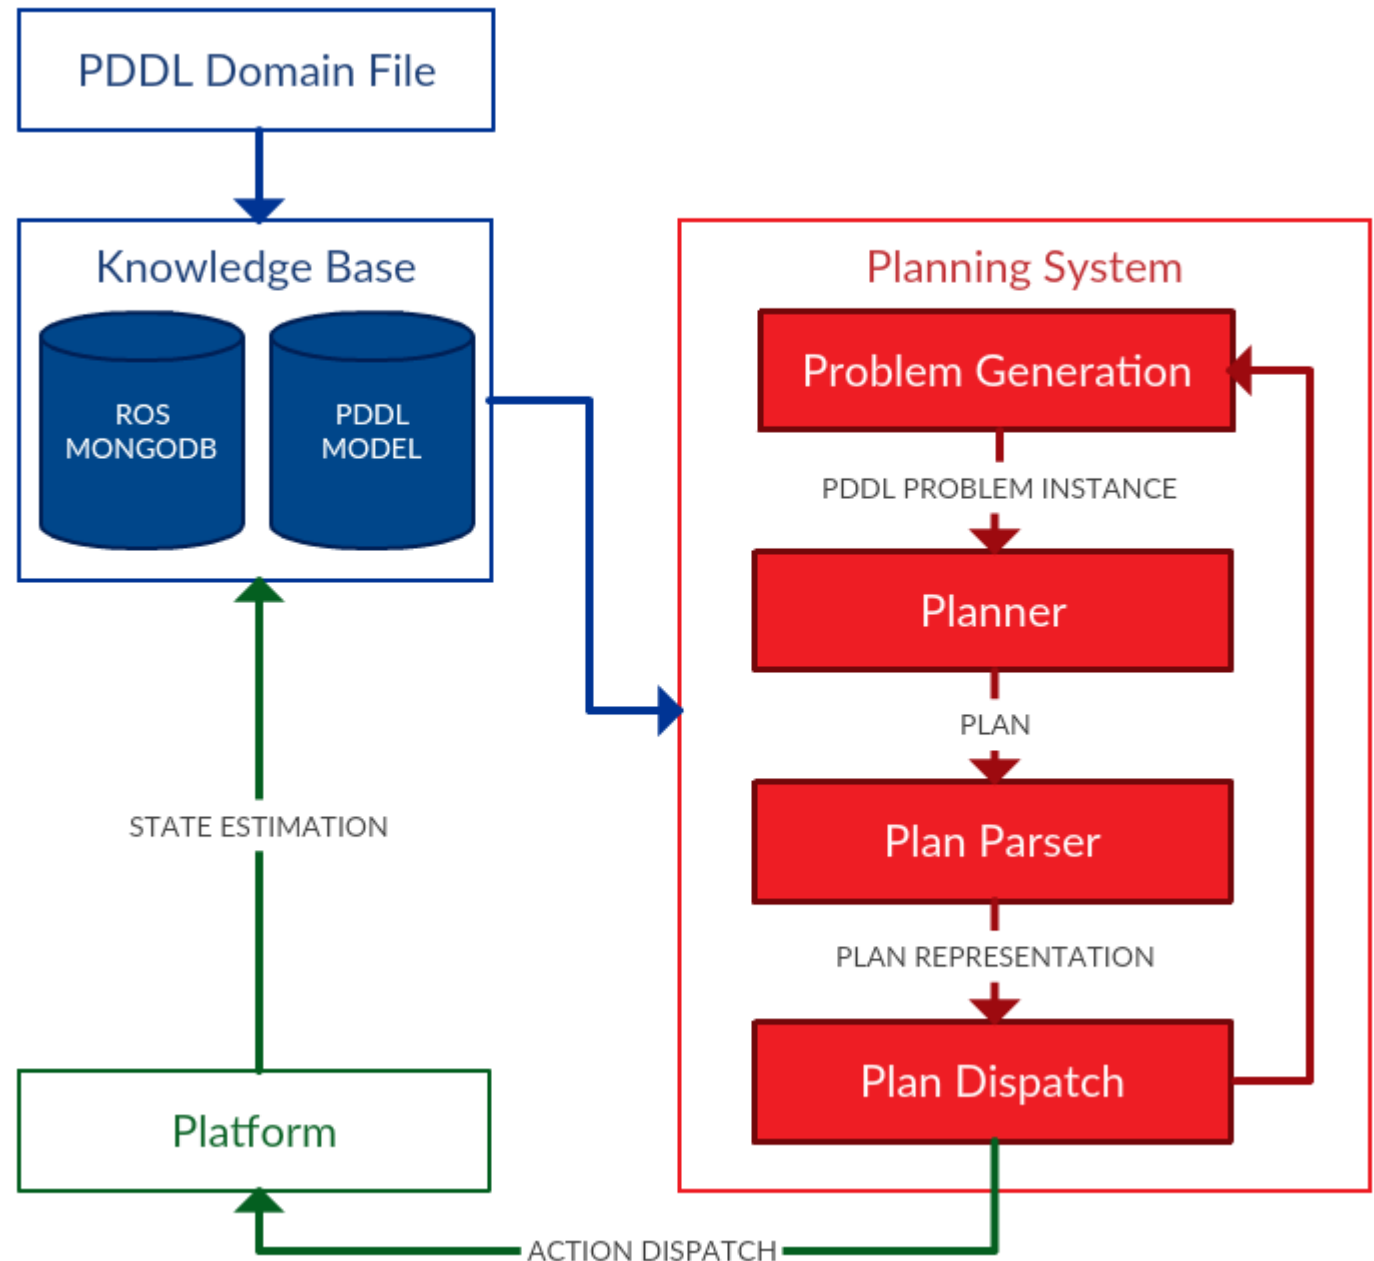 PDDL Domain File
Knowledge Base
ROS
MONGODB
PDDL
MODEL
Planning System
Problem Generation
PDDL PROBLEM INSTANCE
Planner
PLAN
Plan Parser
PLAN REPRESENTATION
Plan Dispatch
STATE ESTIMATION
Platform
ACTION DISPATCH